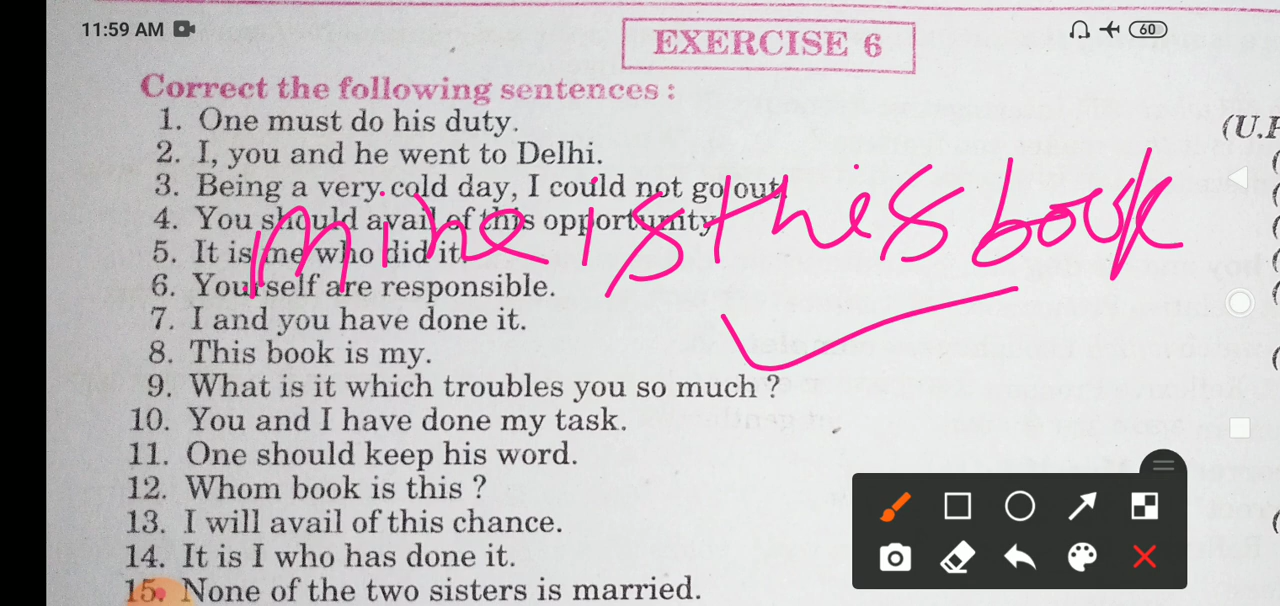 11:59 AM
60
EXERCISE 6
Correct the following sentences :
1. One must do his duty.
2. I, you and he went to Delhi.
3. Being a very cold day, I could not go out.
4. You should avail of this opportunity.
5. It is me who did it.
6. Yourself are responsible.
7. I and you have done it.
8. This book is my.
9. What is it which troubles you so much ?
10. You and I have done my task.
11. One should keep his word.
12. Whom book is this ?
13. I will avail of this chance.
14. It is I who has done it.
15. None of the two sisters is married.
mine is this book